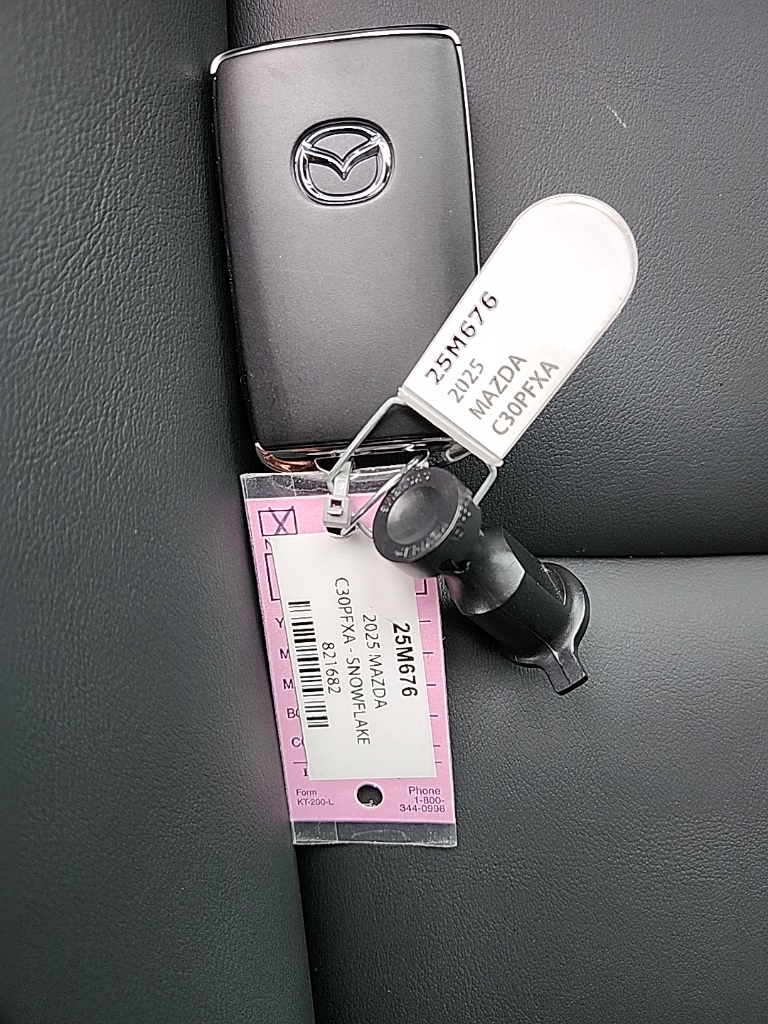 25M676
2025
MAZDA
C30PFXA
25M676
2025 MAZDA
C30PFXA - SNOWFLAKE
821682
X
Y
M
M
Form
KT-200-L
Phone
1-800-
344-0996